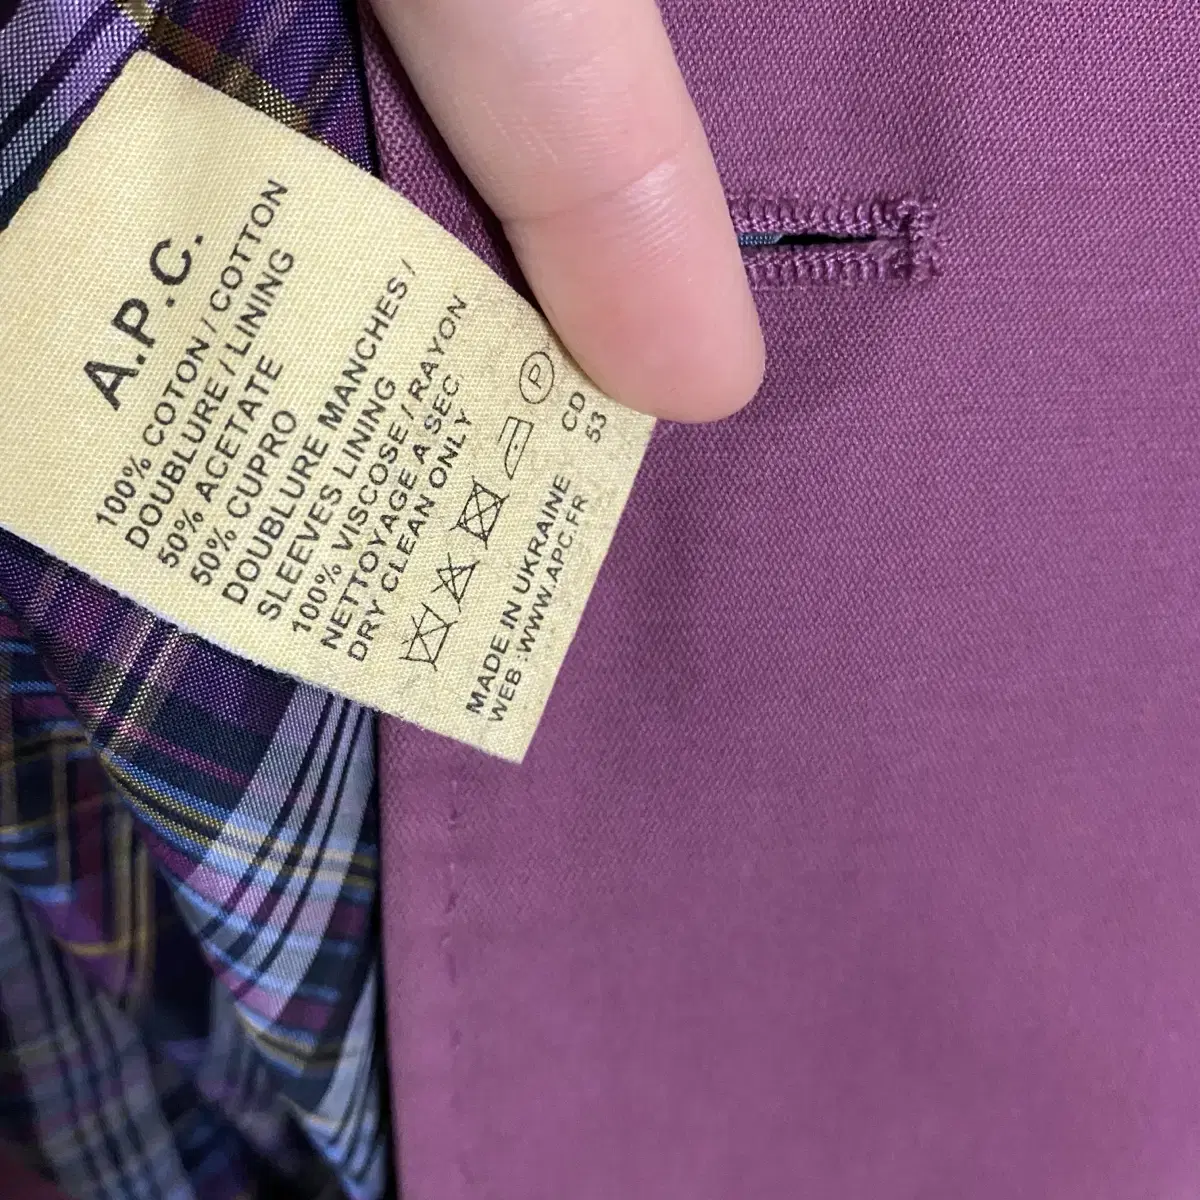 A.P.C.
100% COTON / COTTON
DOUBLURE / LINING
50% ACETATE
50% CUPRO
DOUBLURE MANCHES /
SLEEVES LINING
100% VISCOSE / RAYON
NETTOYAGE A SEC
DRY CLEAN ONLY
P
CD
53
MADE IN UKRAINE
WEB :WWW.APC.FR